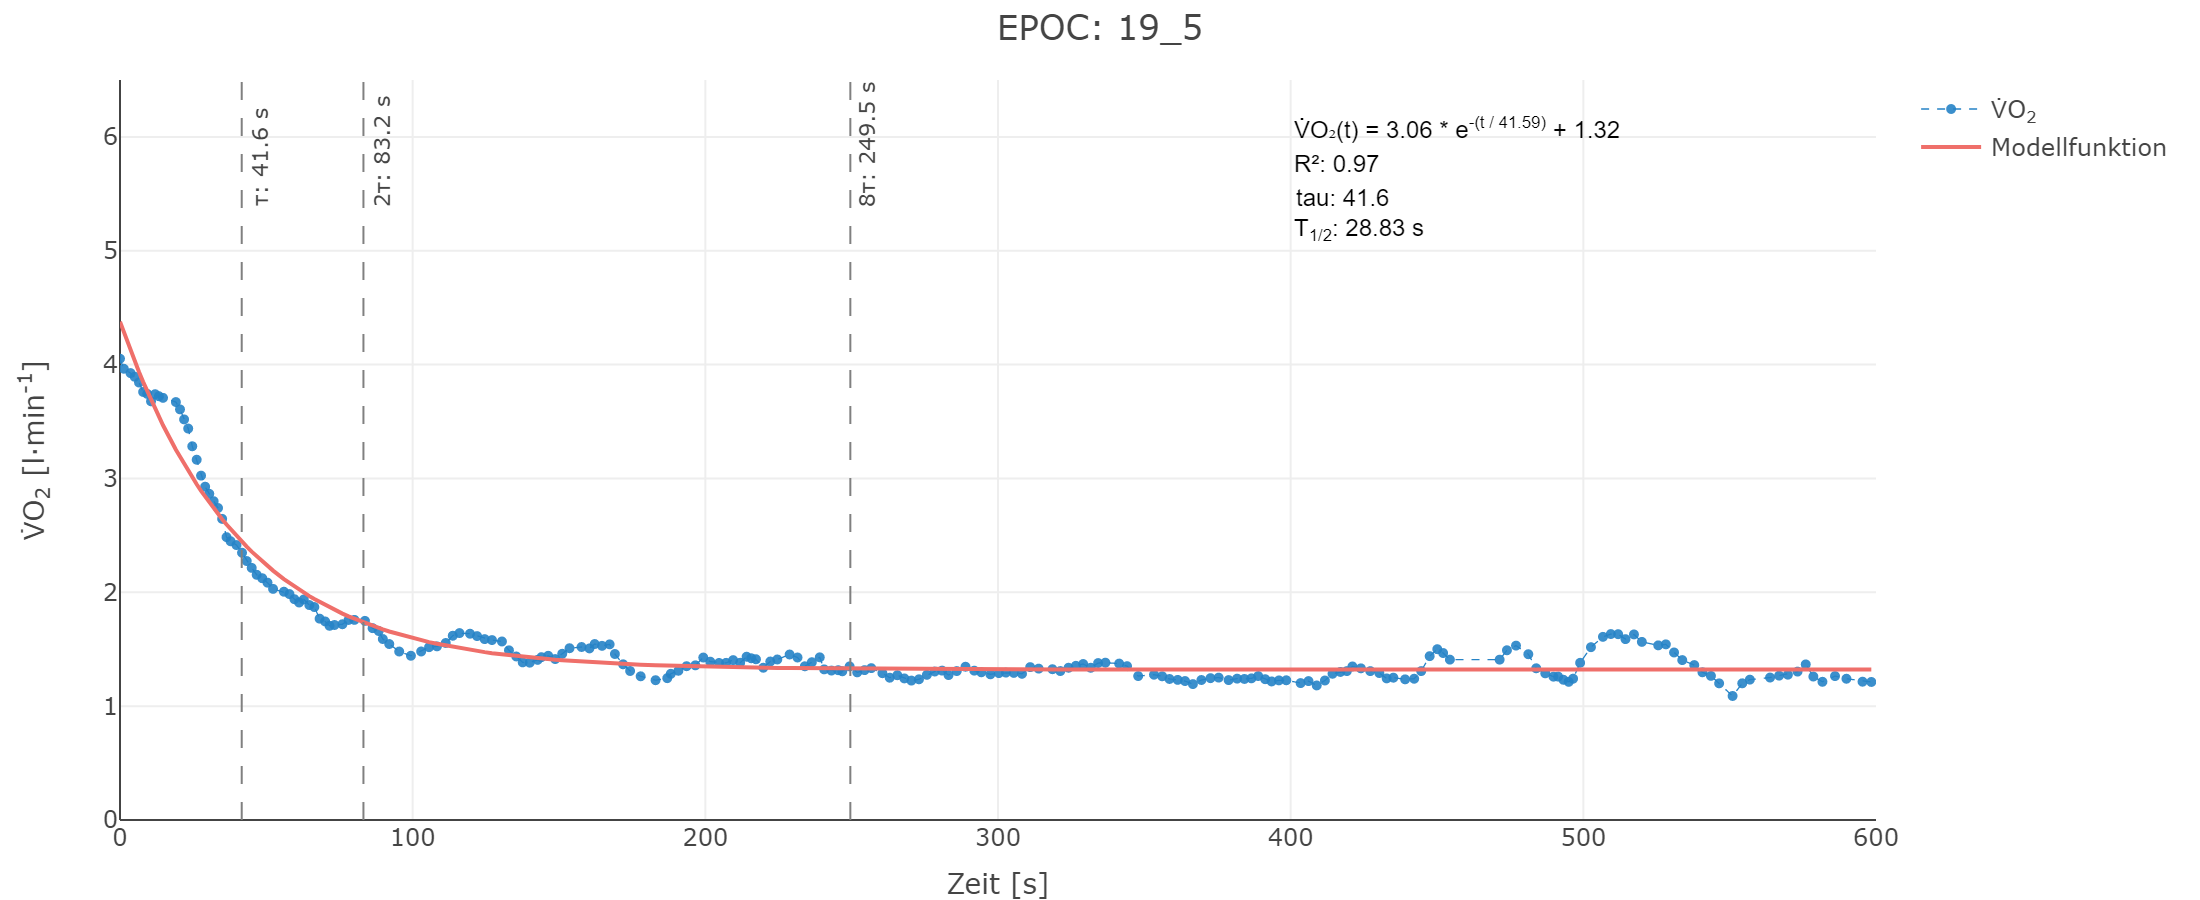 EPOC: 19_5
V̇O₂ [l·min⁻¹]
6
5
4
3
2
1
0
τ: 41.6 s
2τ: 83.2 s
8τ: 249.5 s
V̇O₂(t) = 3.06 * e⁻⁽ᵗ ᐟ ⁴¹·⁵⁹⁾ + 1.32
R²: 0.97
tau: 41.6
T₁/₂: 28.83 s
V̇O₂
Modellfunktion
0
100
200
300
400
500
600
Zeit [s]